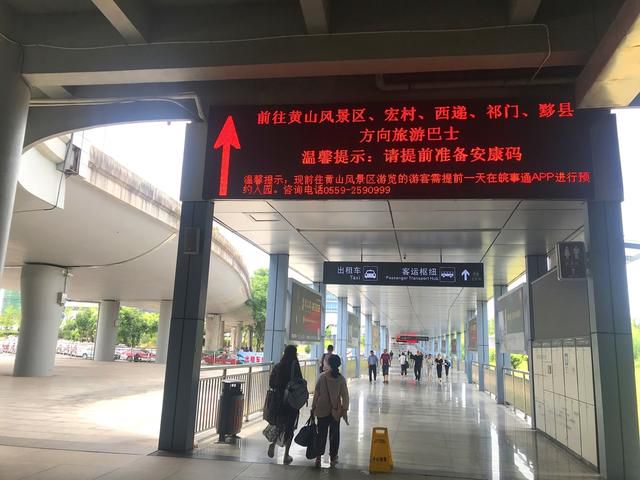 前往黄山风景区、宏村、西递、祁门、黟县
方向旅游巴士
温馨提示：请提前准备安康码
温馨提示，现前往黄山风景区游览的游客需提前一天在皖事通APP进行预
约入园。咨询电话0559-2590999
出租车
Taxi
客运枢纽
Passenger Transport Hub